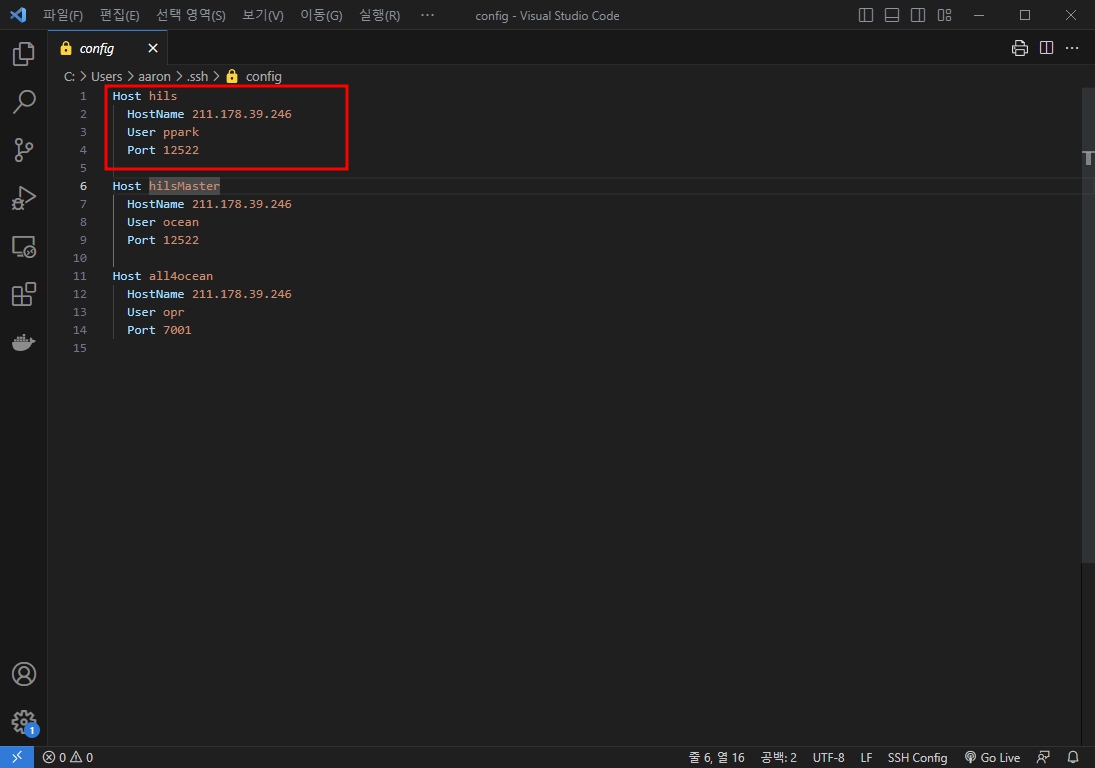 파일(F) 편집(E) 선택 영역(S) 보기(V) 이동(G) 실행(R) ··· config - Visual Studio Code
config
C: > Users > aaron > .ssh > config
1 Host hils
2 HostName 211.178.39.246
3 User ppark
4 Port 12522
5
6 Host hilsMaster
7 HostName 211.178.39.246
8 User ocean
9 Port 12522
10
11 Host all4ocean
12 HostName 211.178.39.246
13 User opr
14 Port 7001
15
1
0 0 줄 6, 열 16 공백: 2 UTF-8 LF SSH Config Go Live